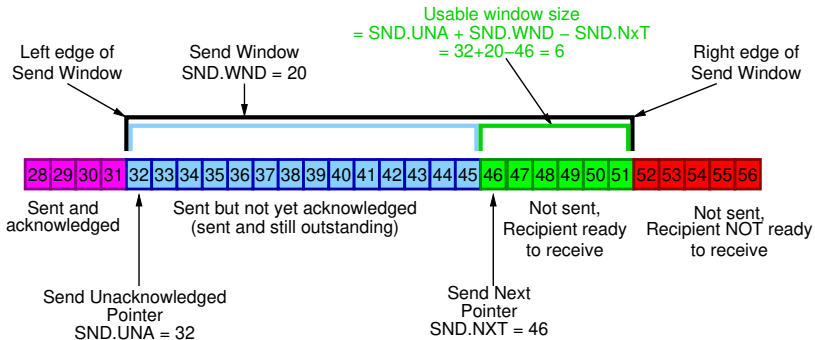 Usable window size
= SND.UNA + SND.WND − SND.NxT
= 32+20−46 = 6
Left edge of
Send Window
Send Window
SND.WND = 20
Right edge of
Send Window
28 29 30 31 32 33 34 35 36 37 38 39 40 41 42 43 44 45 46 47 48 49 50 51 52 53 54 55 56
Sent and
acknowledged
Sent but not yet acknowledged
(sent and still outstanding)
Not sent,
Recipient ready
to receive
Not sent,
Recipient NOT ready
to receive
Send Unacknowledged
Pointer
SND.UNA = 32
Send Next
Pointer
SND.NXT = 46